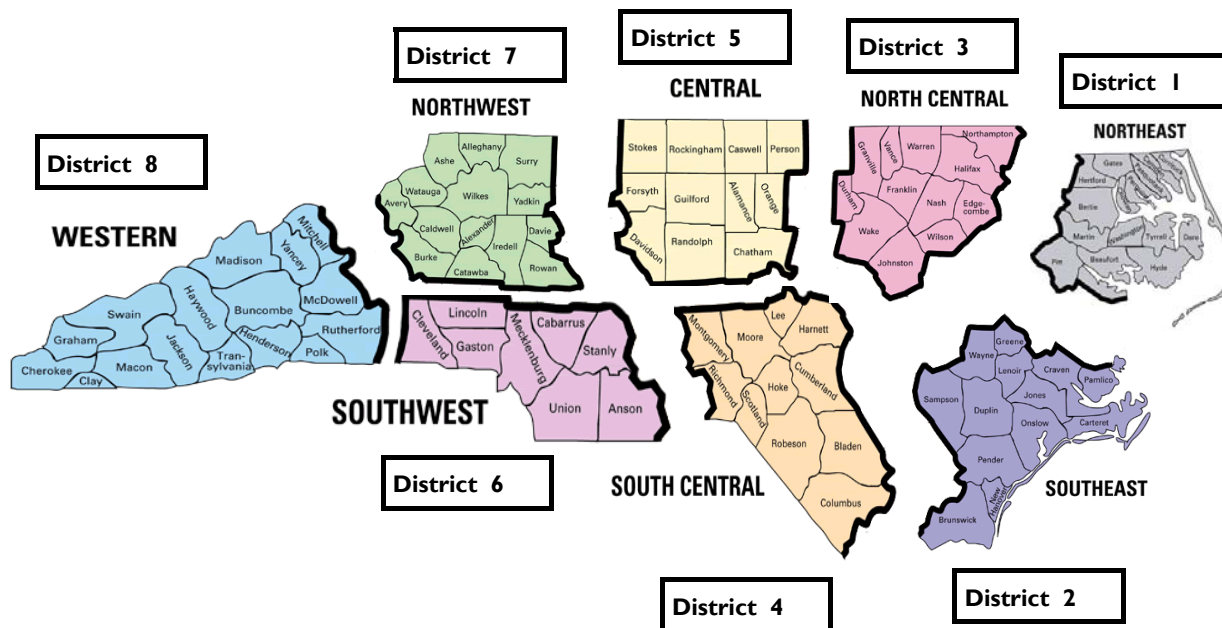 District 7
District 5
District 3
District 1
District 8
NORTHWEST
CENTRAL
NORTH CENTRAL
NORTHEAST
WESTERN
Mitchell
Yancey
Madison
McDowell
Haywood
Buncombe
Swain
Rutherford
Graham
Jackson
Henderson
Polk
Tran-
sylvania
Macon
Cherokee
Clay
Alleghany
Ashe
Surry
Watauga
Wilkes
Yadkin
Avery
Caldwell
Alexander
Davie
Iredell
Burke
Catawba
Rowan
Stokes
Rockingham
Caswell
Person
Forsyth
Guilford
Alamance
Orange
Davidson
Randolph
Chatham
Northampton
Granville
Vance
Warren
Halifax
Durham
Franklin
Nash
Edge-
combe
Wake
Wilson
Johnston
Gates
Hertford
Bertie
Martin
Washington
Tyrrell
Dare
Pitt
Beaufort
Hyde
Lincoln
Cleveland
Gaston
Mecklenburg
Cabarrus
Stanly
Union
Anson
SOUTHWEST
District 6
Lee
Harnett
Montgomery
Moore
Cumberland
Hoke
Richmond
Scotland
Robeson
Bladen
Columbus
SOUTH CENTRAL
District 4
Greene
Wayne
Lenoir
Craven
Pamlico
Sampson
Jones
Duplin
Onslow
Carteret
Pender
New
Hanover
Brunswick
SOUTHEAST
District 2